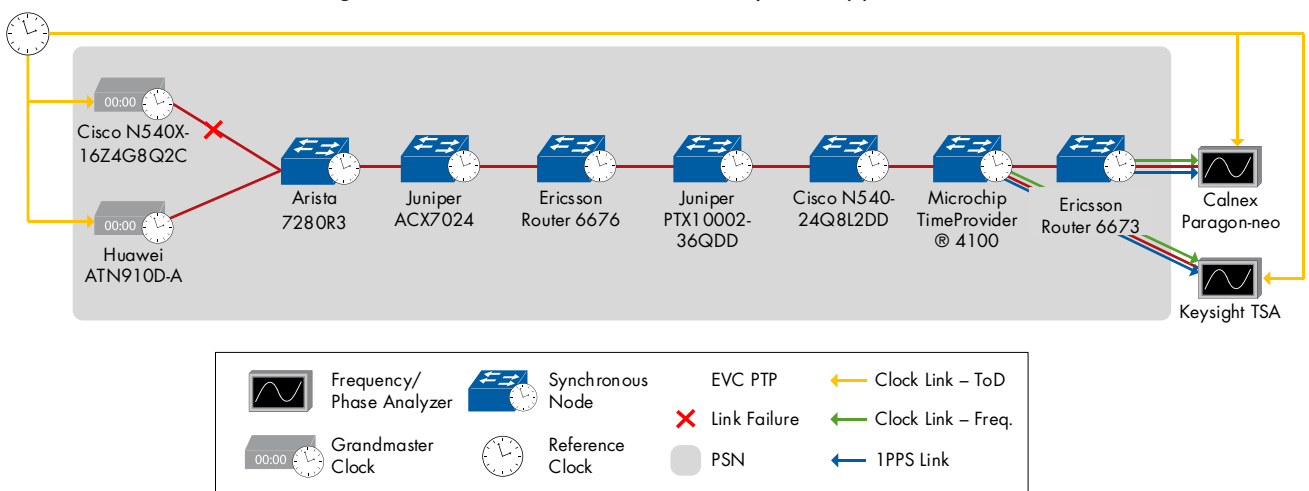 00:00
Cisco N540X-
16Z4G8Q2C
00:00
Huawei
ATN910D-A
Arista
7280R3
Juniper
ACX7024
Ericsson
Router 6676
Juniper
PTX10002-
36QDD
Cisco N540-
24Q8L2DD
Microchip
TimeProvider
® 4100
Ericsson
Router 6673
Calnex
Paragon-neo
Keysight TSA
Frequency/
Phase Analyzer
Synchronous
Node
EVC PTP
Clock Link – ToD
Link Failure
Clock Link – Freq.
00:00
Grandmaster
Clock
Reference
Clock
PSN
1PPS Link